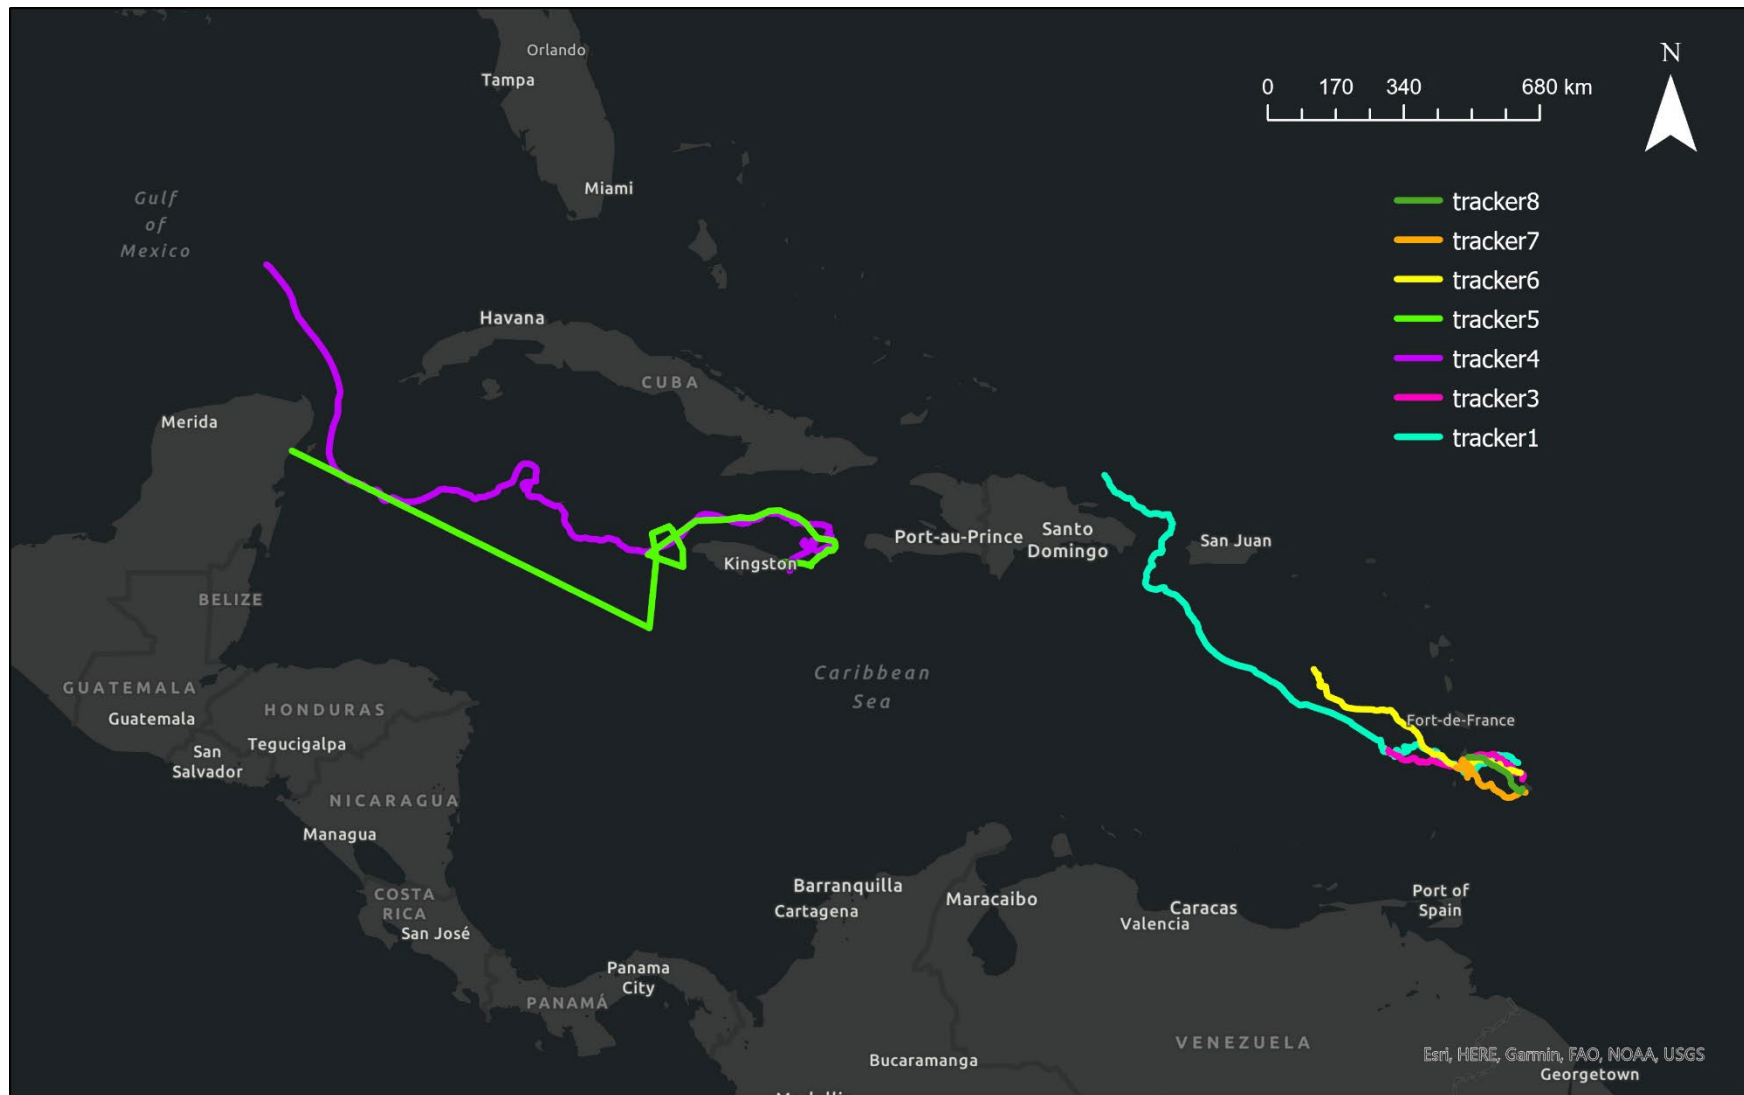 Orlando
Tampa
Miami
Gulf
of
Mexico
N
0 170 340 680 km
tracker8
tracker7
tracker6
tracker5
tracker4
tracker3
tracker1
Havana
CUBA
Merida
Port-au-Prince
Santo
Domingo
San Juan
Kingston
BELIZE
Caribbean
Sea
GUATEMALA
Guatemala
HONDURAS
Tegucigalpa
San
Salvador
Fort-de-France
NICARAGUA
Managua
COSTA
RICA
San José
Barranquilla
Cartagena
Maracaibo
Caracas
Valencia
Port of
Spain
Panama
City
PANAMÁ
VENEZUELA
Bucaramanga
Esri, HERE, Garmin, FAO, NOAA, USGS
Georgetown